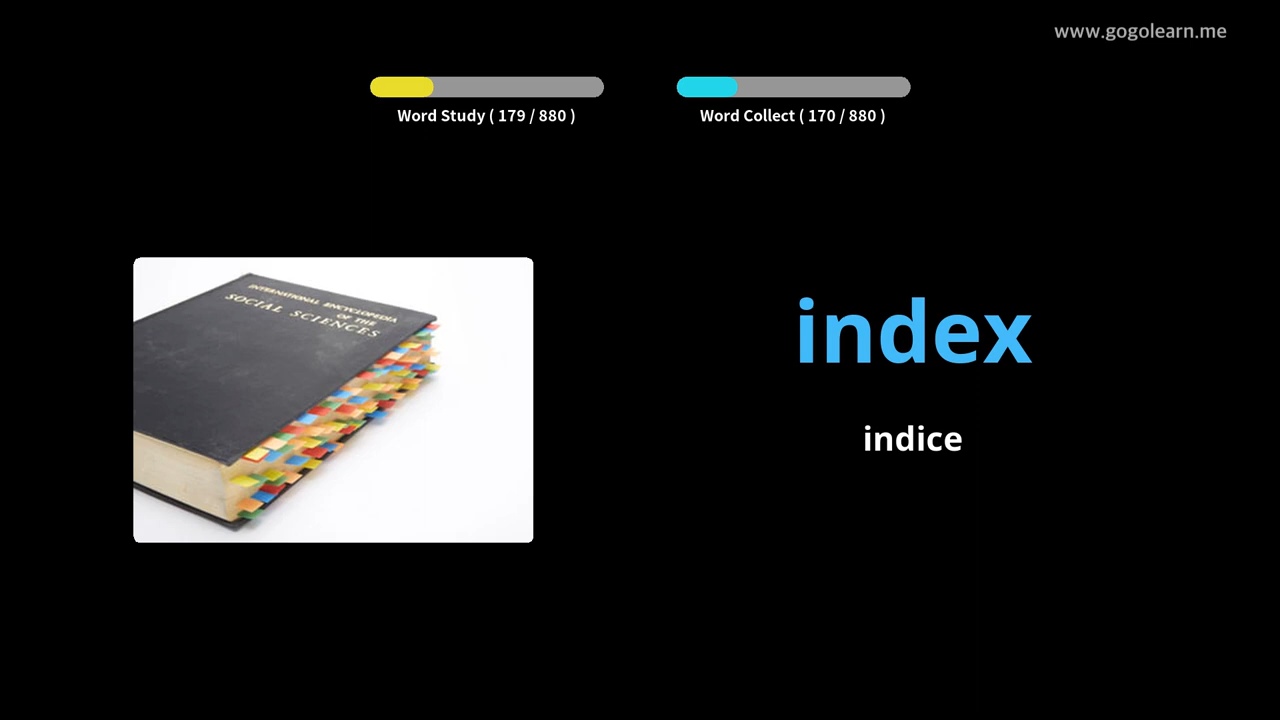 www.gogolearn.me
Word Study ( 179 / 880 )
Word Collect ( 170 / 880 )
INTERNATIONAL ENCYCLOPEDIA
OF THE
SOCIAL SCIENCES
index
indice